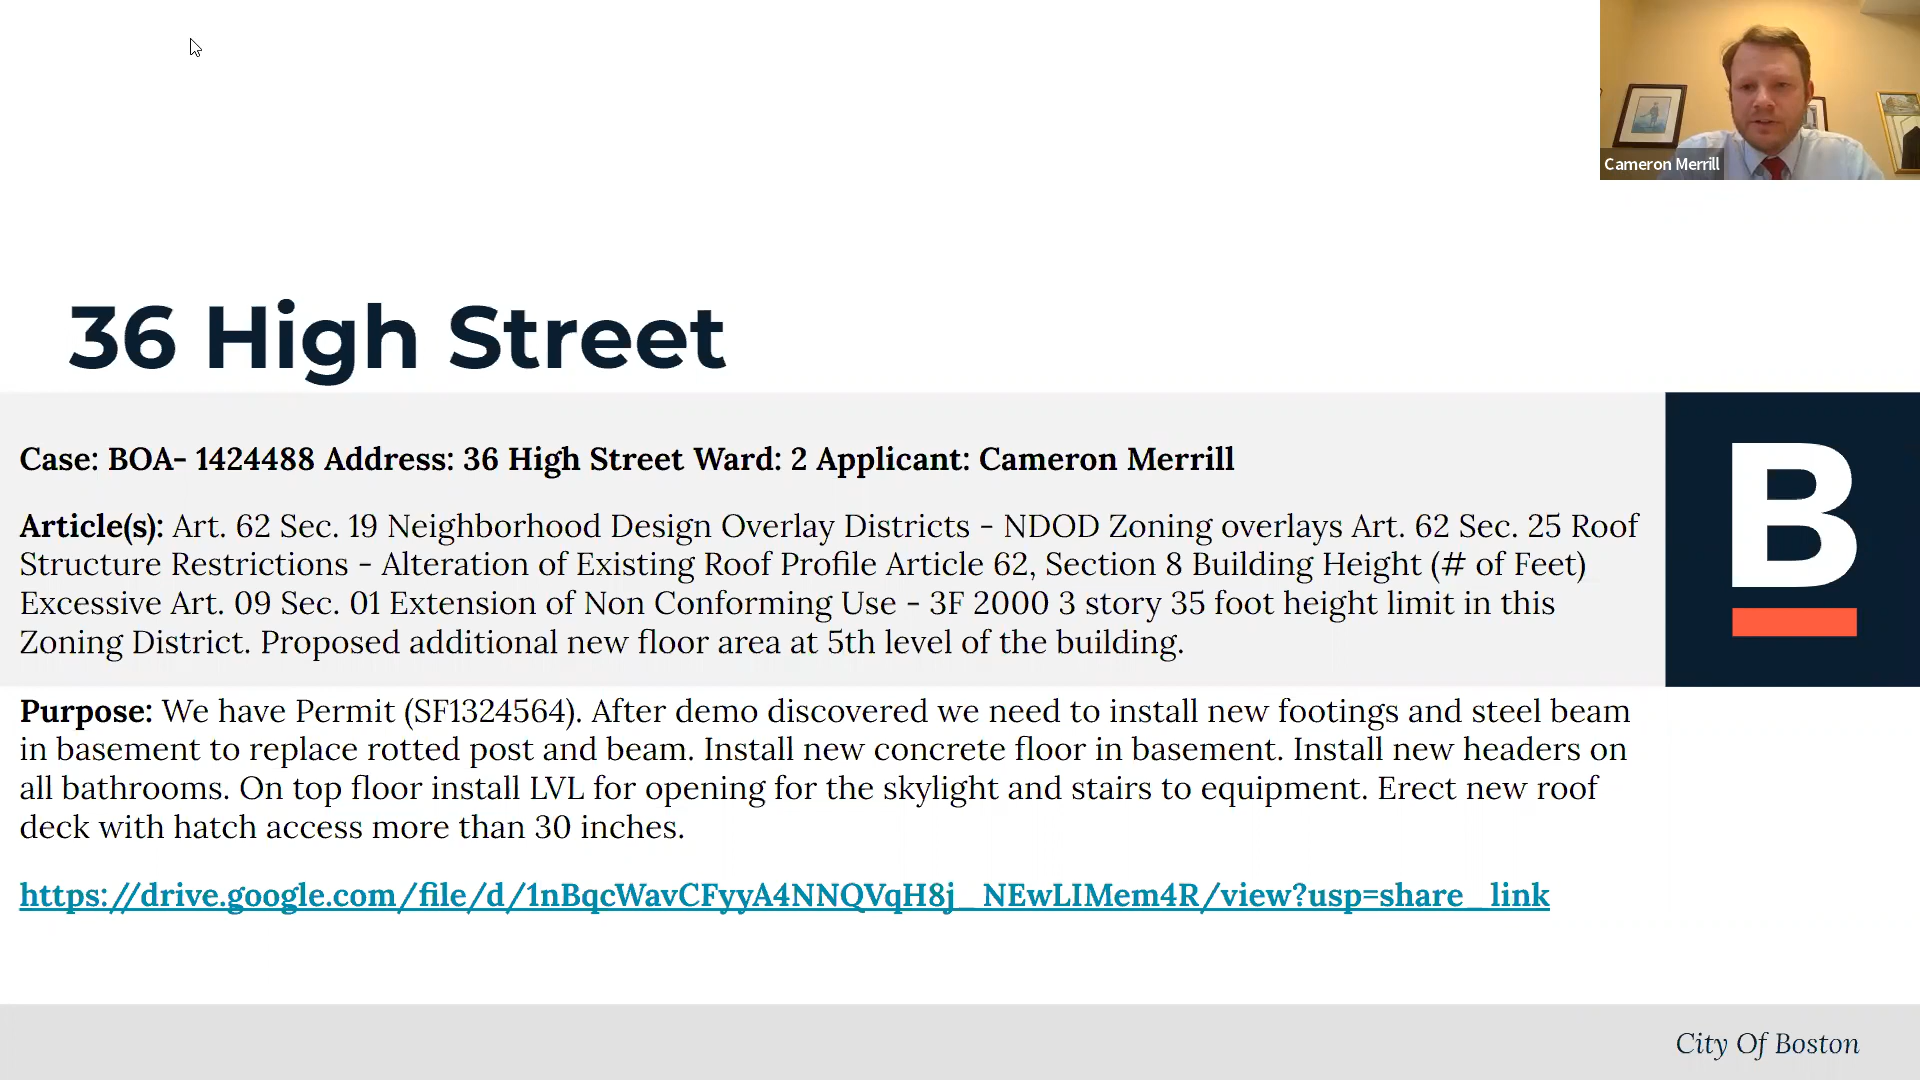 Cameron Merrill
36 High Street
Case: BOA- 1424488 Address: 36 High Street Ward: 2 Applicant: Cameron Merrill
Article(s): Art. 62 Sec. 19 Neighborhood Design Overlay Districts - NDOD Zoning overlays Art. 62 Sec. 25 Roof
Structure Restrictions - Alteration of Existing Roof Profile Article 62, Section 8 Building Height (# of Feet)
Excessive Art. 09 Sec. 01 Extension of Non Conforming Use - 3F 2000 3 story 35 foot height limit in this
Zoning District. Proposed additional new floor area at 5th level of the building.
B
Purpose: We have Permit (SF1324564). After demo discovered we need to install new footings and steel beam
in basement to replace rotted post and beam. Install new concrete floor in basement. Install new headers on
all bathrooms. On top floor install LVL for opening for the skylight and stairs to equipment. Erect new roof
deck with hatch access more than 30 inches.
https://drive.google.com/file/d/1nBqcWavCFyyA4NNQVqH8j_NEwLIMem4R/view?usp=share_link
City Of Boston